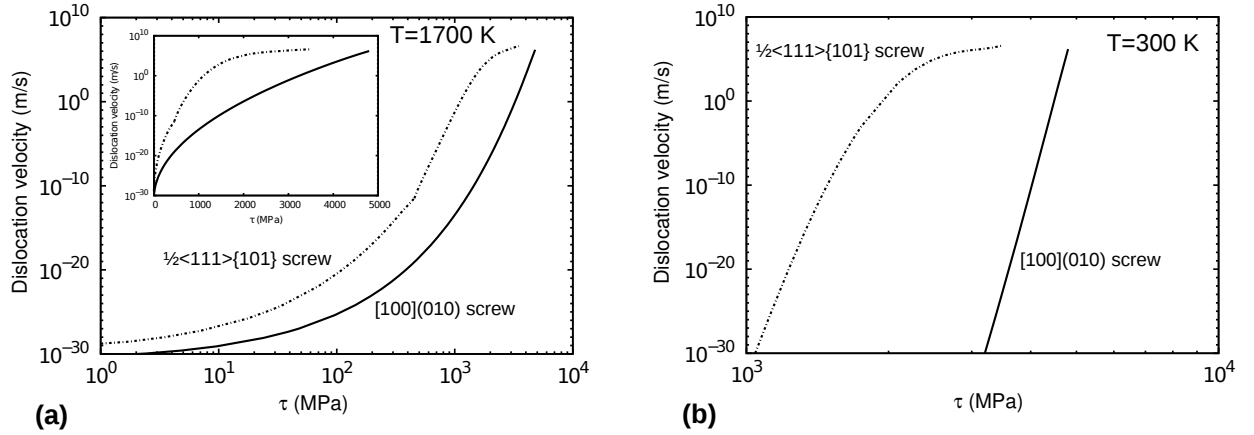 10^10
10^0
10^-10
10^-20
10^-30
Dislocation velocity (m/s)
T=1700 K
10^10
10^0
10^-10
10^-20
10^-30
Dislocation velocity (m/s)
0
1000
2000
3000
4000
5000
τ (MPa)
½<111>{101} screw
[100](010) screw
10^0
10^1
10^2
10^3
10^4
τ (MPa)
(a)
10^10
10^0
10^-10
10^-20
10^-30
Dislocation velocity (m/s)
½<111>{101} screw
T=300 K
[100](010) screw
10^3
10^4
τ (MPa)
(b)